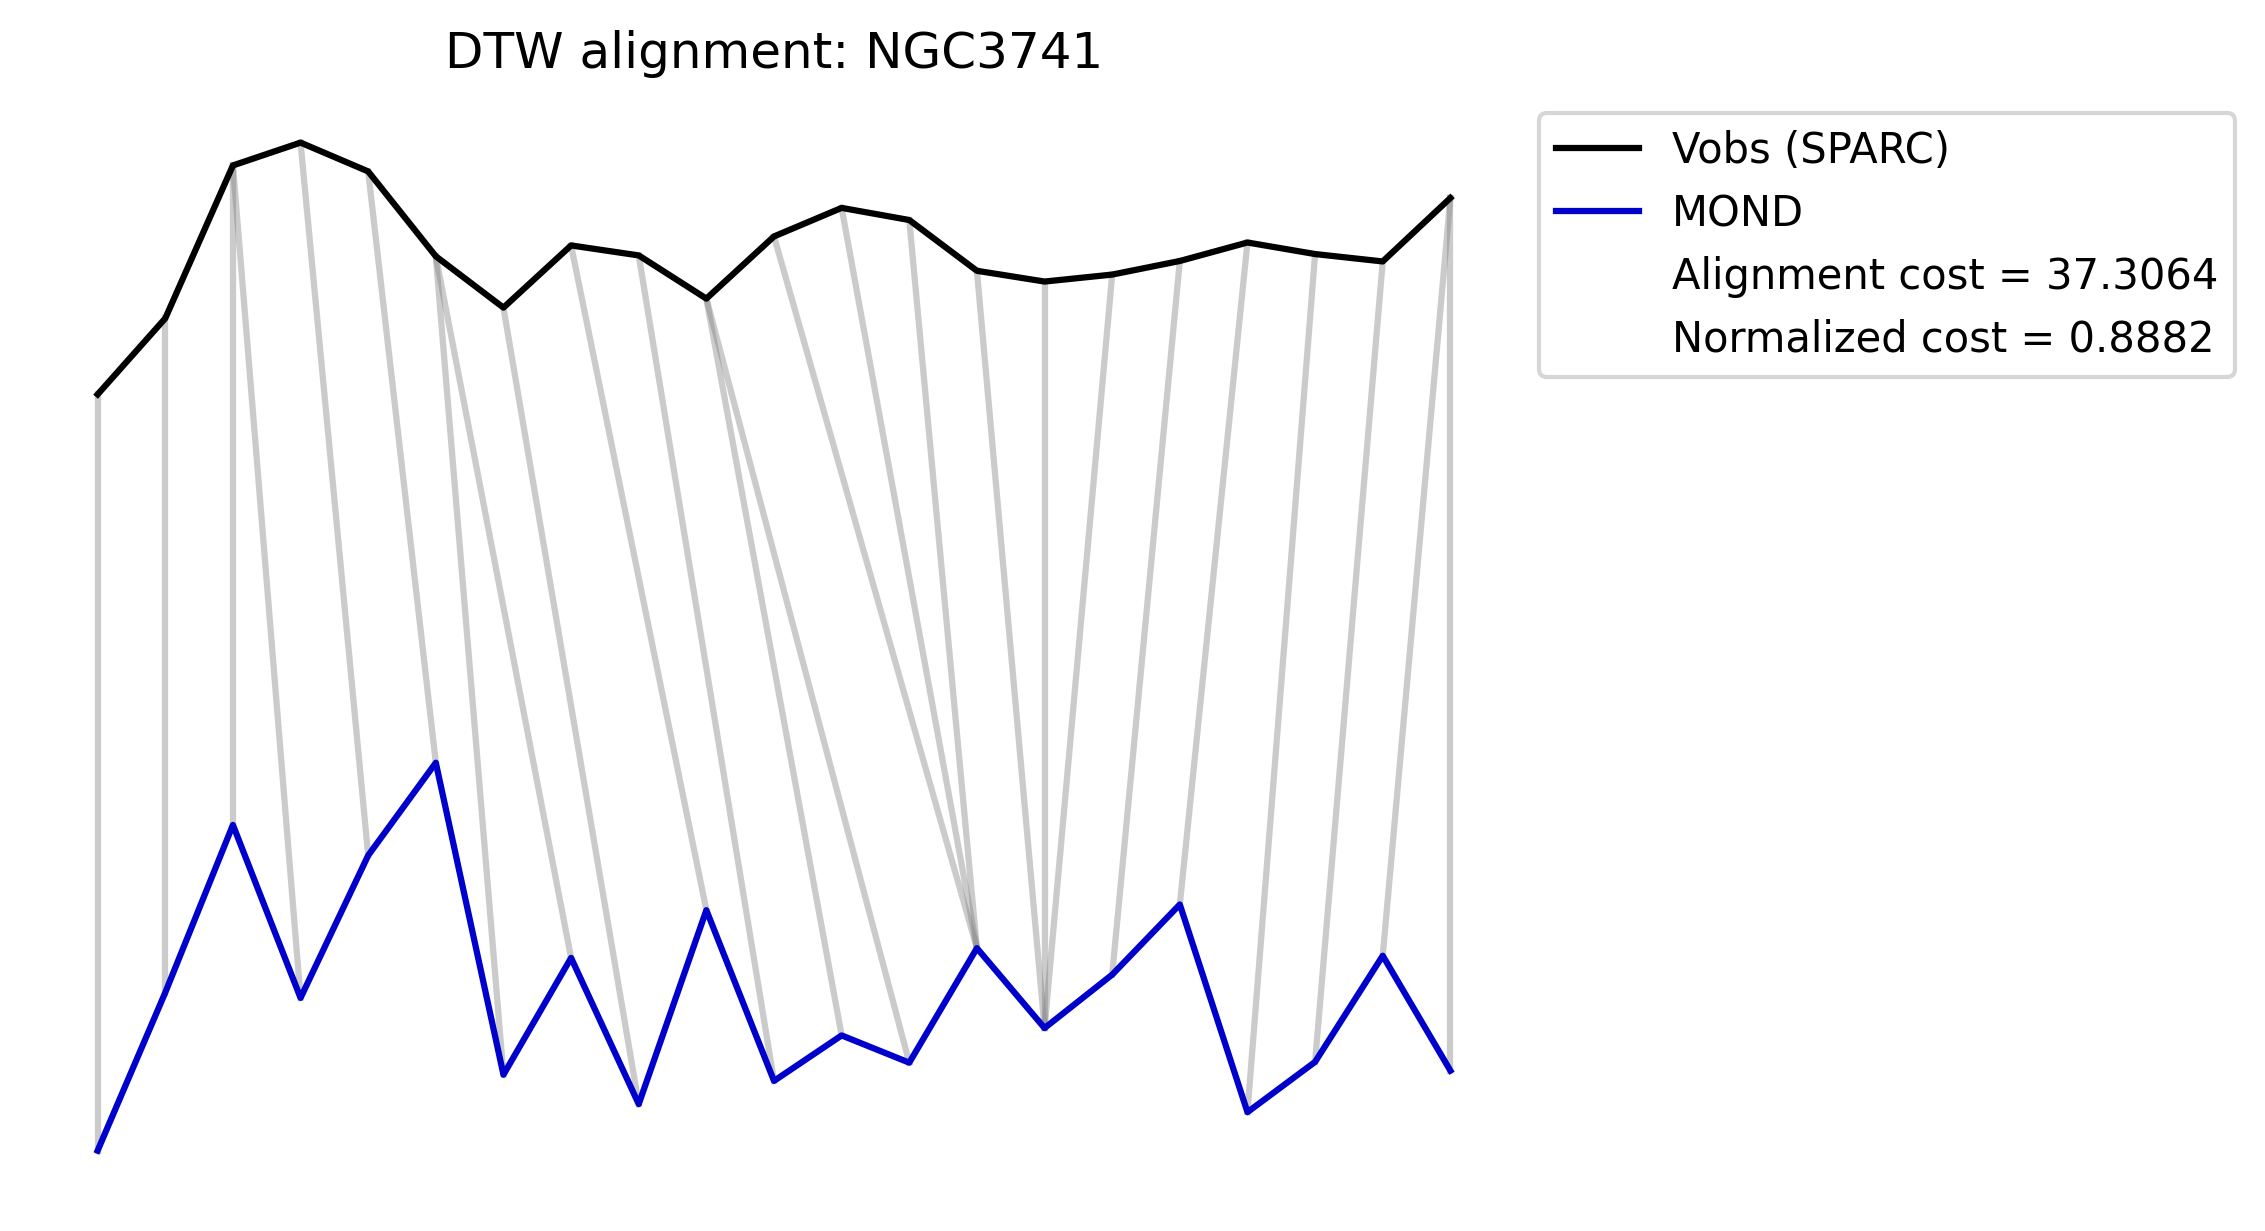 DTW alignment: NGC3741
Vobs (SPARC)
MOND
Alignment cost = 37.3064
Normalized cost = 0.8882